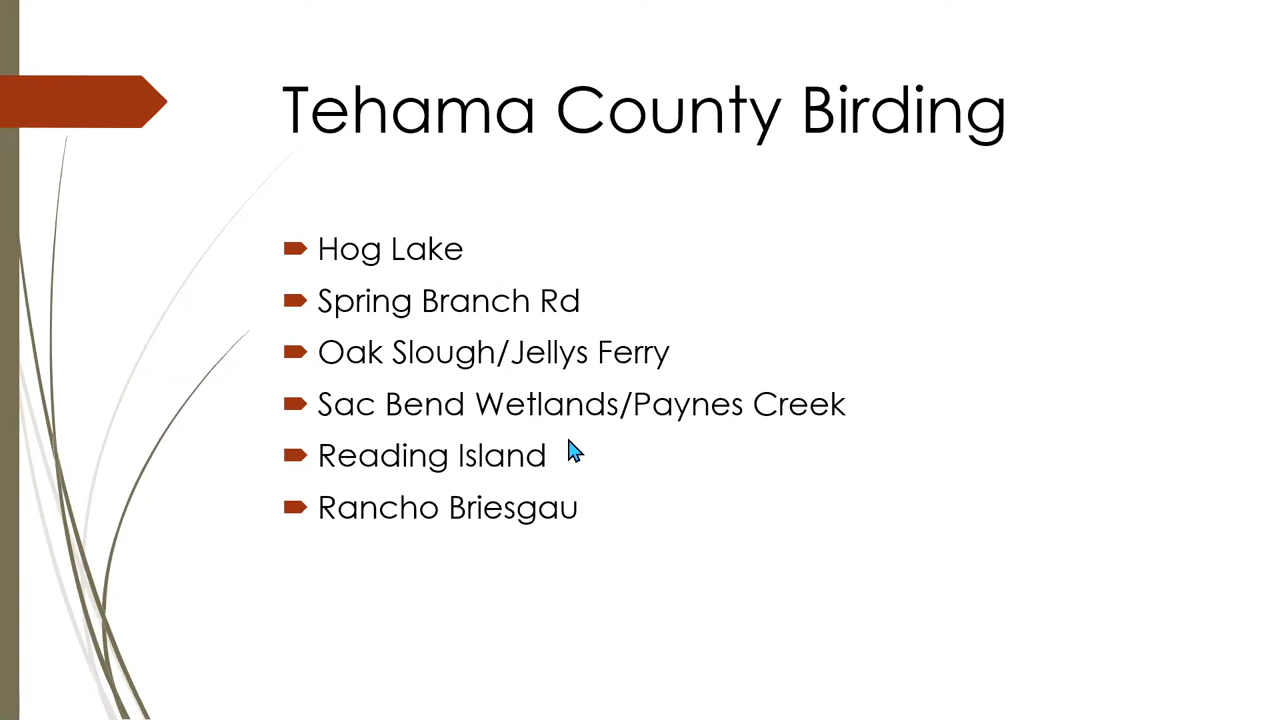 Tehama County Birding
Hog Lake
Spring Branch Rd
Oak Slough/Jellys Ferry
Sac Bend Wetlands/Paynes Creek
Reading Island
Rancho Briesgau